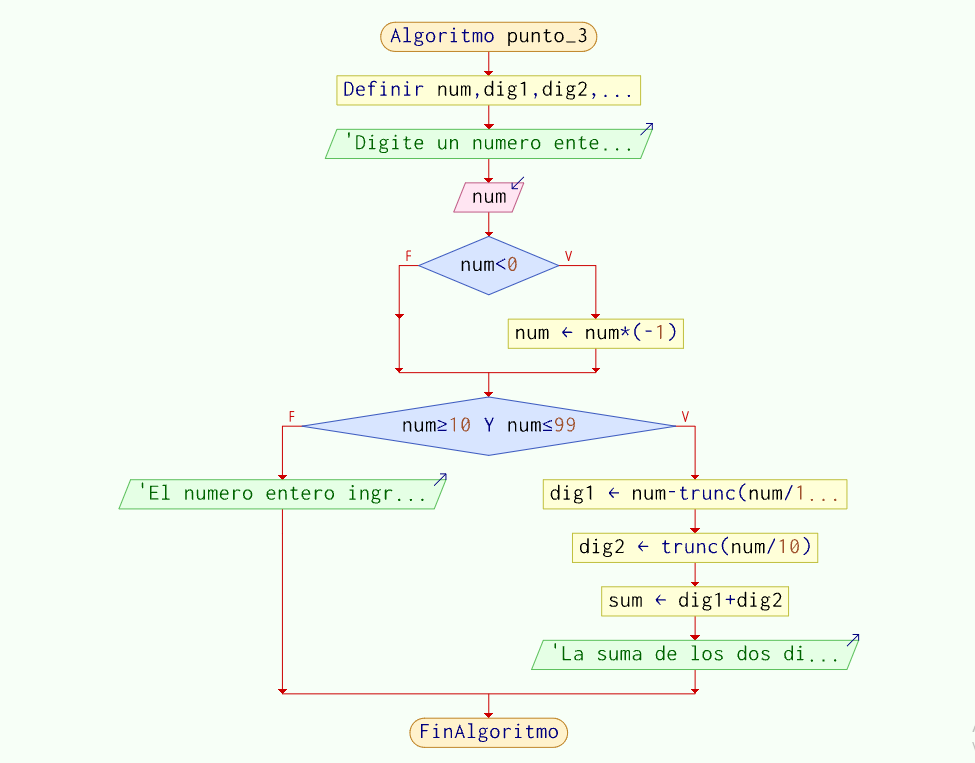 Algoritmo punto_3
Definir num,dig1,dig2,...
'Digite un numero ente...
num
F
num<0
V
num ← num*(-1)
F
num≥10 Y num≤99
V
'El numero entero ingr...
dig1 ← num-trunc(num/1...
dig2 ← trunc(num/10)
sum ← dig1+dig2
'La suma de los dos di...
FinAlgoritmo